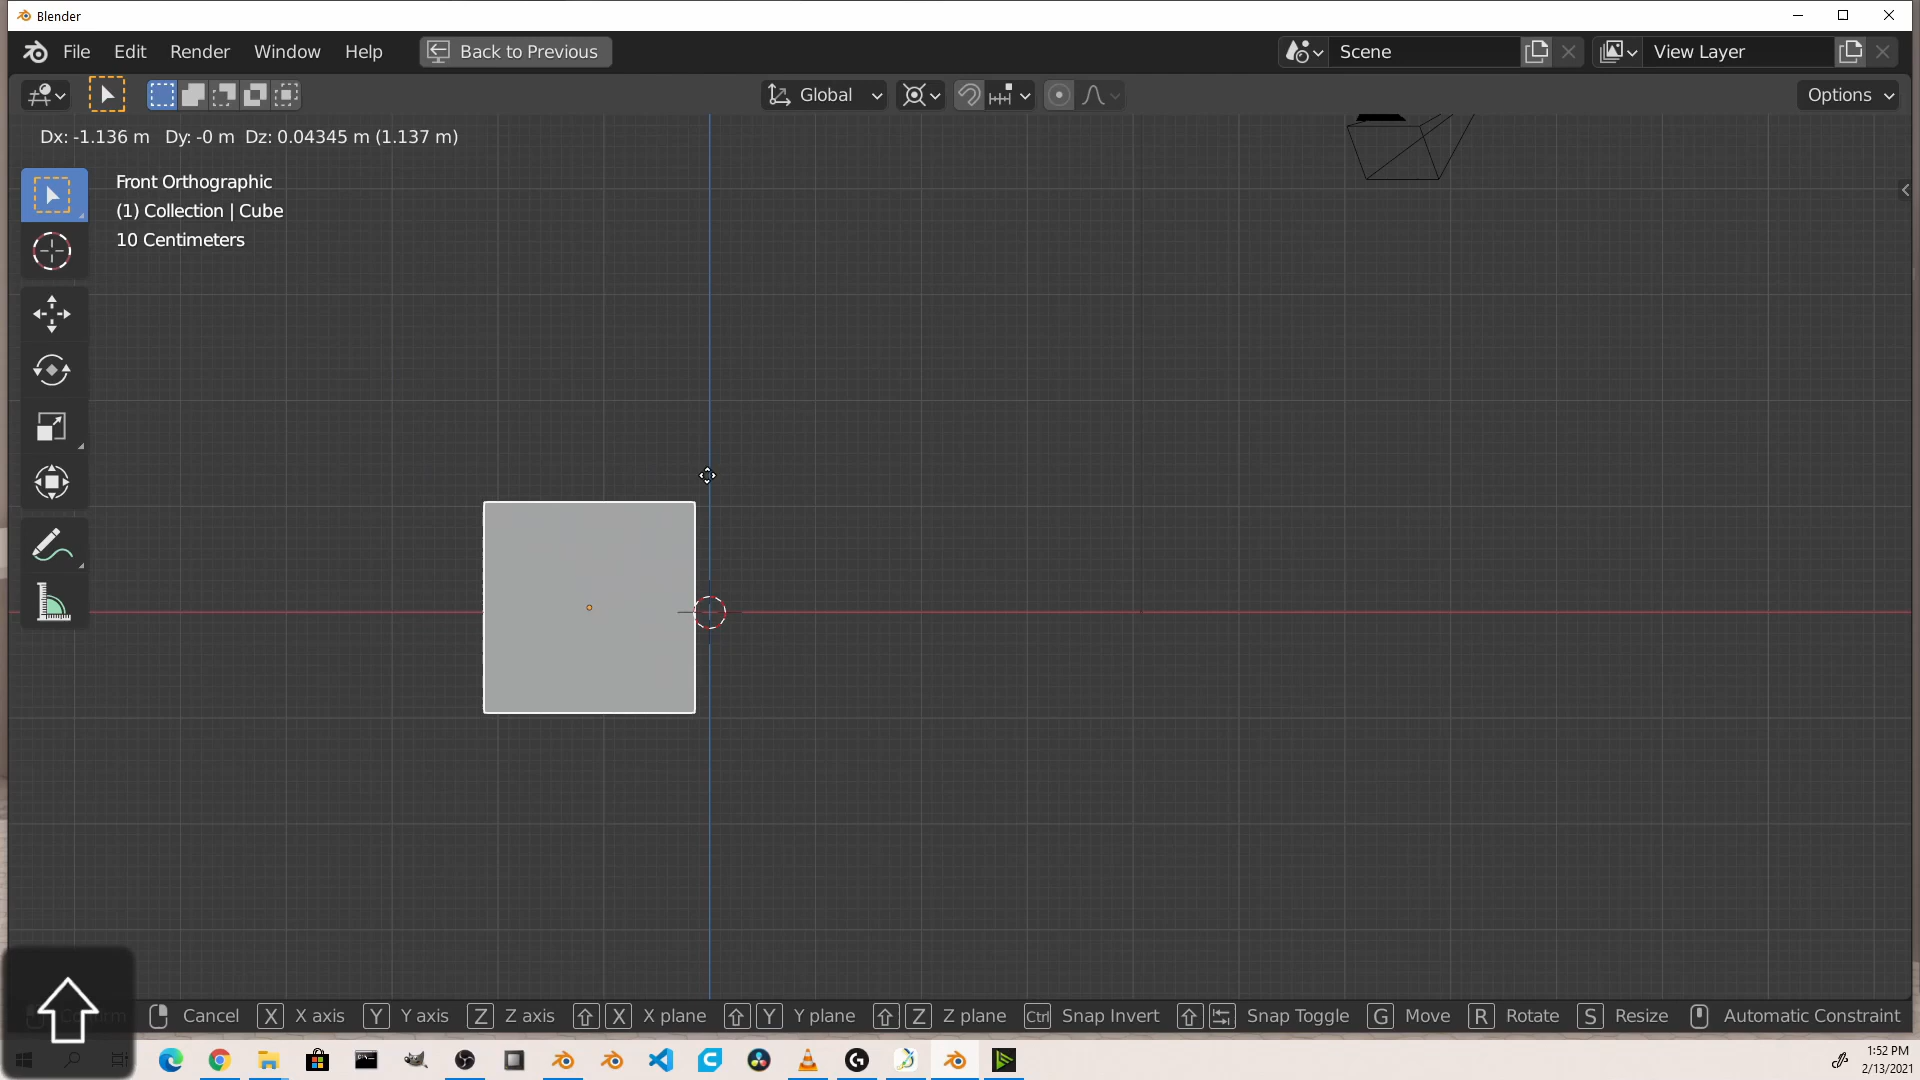 Blender
File Edit Render Window Help Back to Previous Scene View Layer
Global Options
Dx: -1.136 m Dy: -0 m Dz: 0.04345 m (1.137 m)
Front Orthographic
(1) Collection | Cube
10 Centimeters
Confirm Cancel X X axis Y Y axis Z Z axis X X plane Y Y plane Z Z plane Ctrl Snap Invert Snap Toggle G Move R Rotate S Resize Automatic Constraint
1:52 PM
2/13/2021